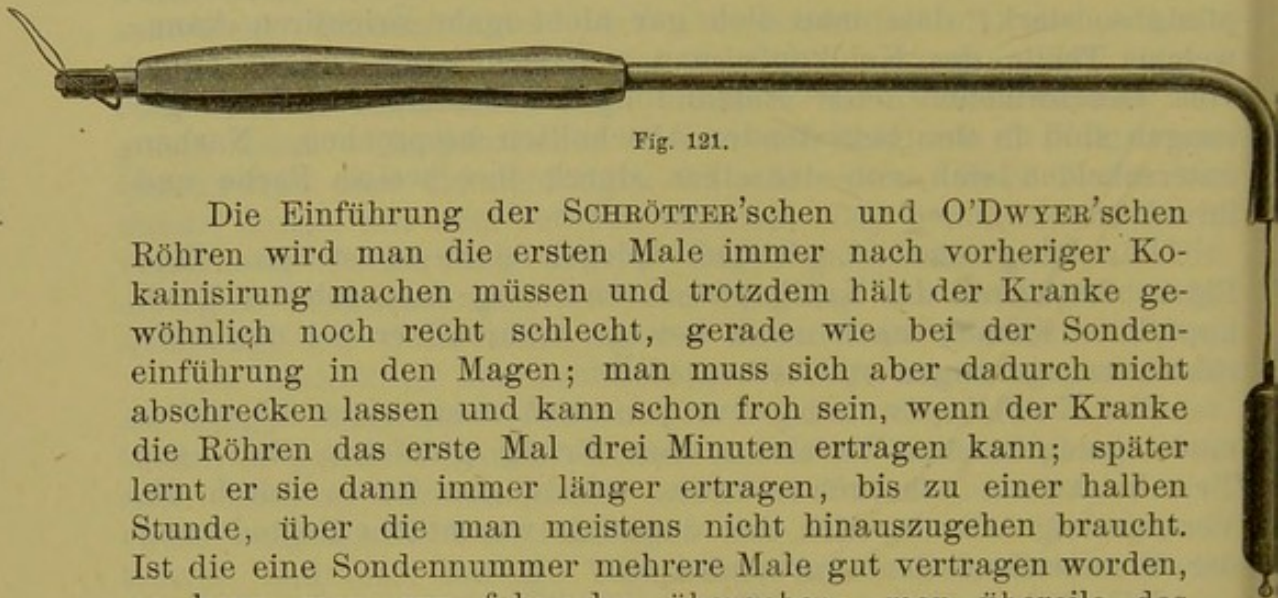 Fig. 121.
Die Einführung der SCHRÖTTER'schen und O'DWYER'schen
Röhren wird man die ersten Male immer nach vorheriger Ko-
kainisirung machen müssen und trotzdem hält der Kranke ge-
wöhnlich noch recht schlecht, gerade wie bei der Sonden-
einführung in den Magen; man muss sich aber dadurch nicht
abschrecken lassen und kann schon froh sein, wenn der Kranke
die Röhren das erste Mal drei Minuten ertragen kann; später
lernt er sie dann immer länger ertragen, bis zu einer halben
Stunde, über die man meistens nicht hinauszugehen braucht.
Ist die eine Sondennummer mehrere Male gut vertragen worden,